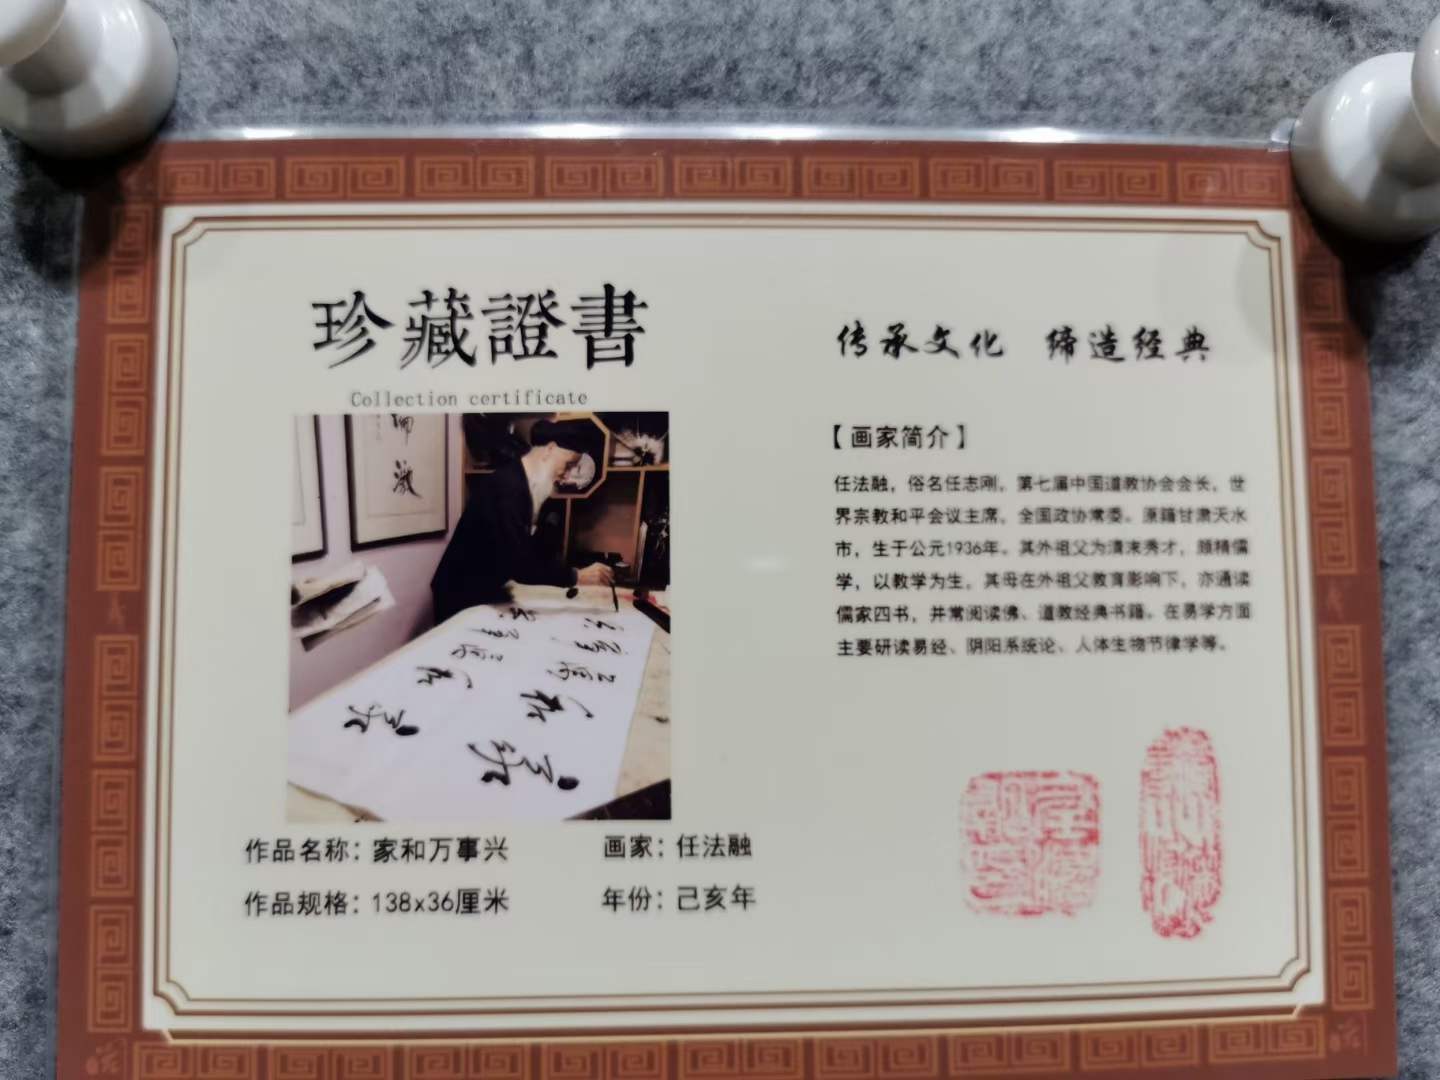 珍藏證書
Collection certificate
作品名称：家和万事兴
画家：任法融
作品规格：138x36厘米
年份：己亥年
传承文化 缔造经典
【画家简介】
任法融，俗名任志刚，第七届中国道教协会会长，世
界宗教和平会议主席，全国政协常委。原籍甘肃天水
市，生于公元1936年。其外祖父为清末秀才，颇精儒
学，以教学为生。其母在外祖父教育影响下，亦通读
儒家四书，并常阅读佛、道教经典书籍。在易学方面
主要研读易经、阴阳系统论、人体生物节律学等。